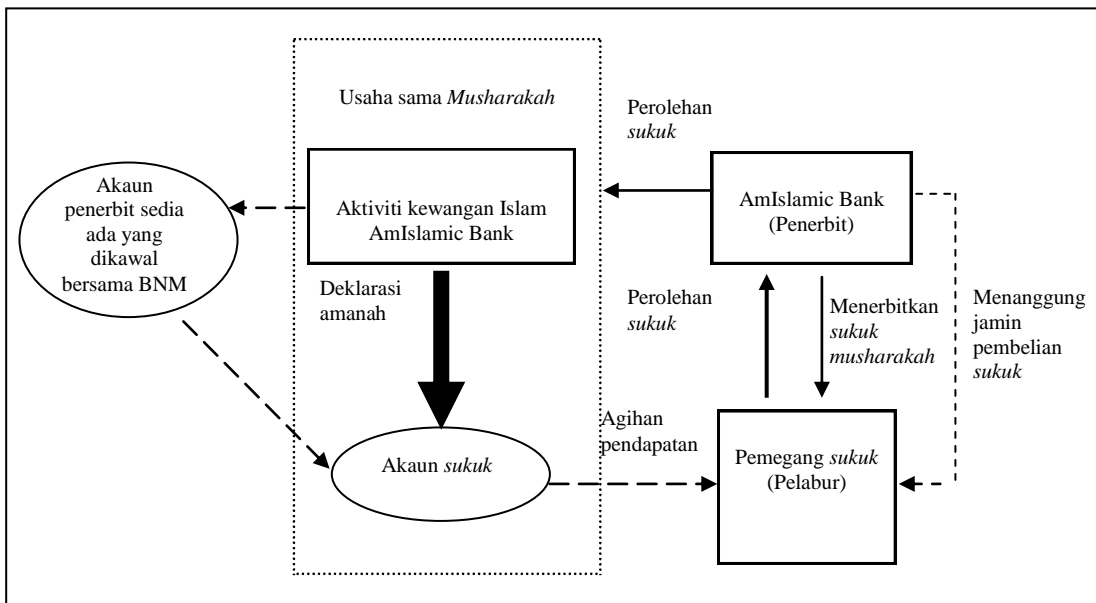 Usaha sama Musharakah
Perolehan
sukuk
Akaun
penerbit sedia
ada yang
dikawal
bersama BNM
Aktiviti kewangan Islam
AmIslamic Bank
AmIslamic Bank
(Penerbit)
Deklarasi
amanah
Perolehan
sukuk
Menerbitkan
sukuk
musharakah
Menanggung
jamin
pembelian
sukuk
Akaun sukuk
Agihan
pendapatan
Pemegang sukuk
(Pelabur)